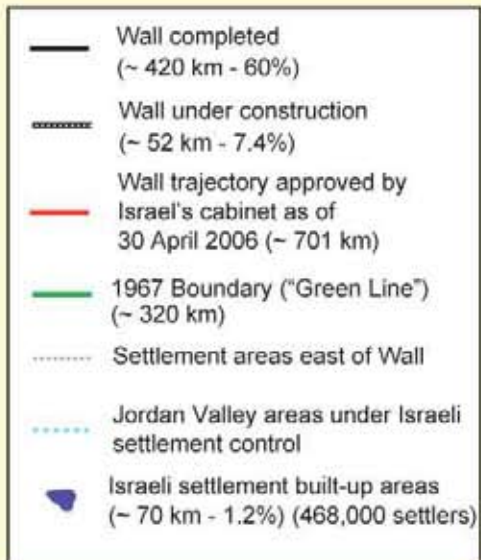 Wall completed
(~ 420 km - 60%)
Wall under construction
(~ 52 km - 7.4%)
Wall trajectory approved by
Israel's cabinet as of
30 April 2006 (~ 701 km)
1967 Boundary ("Green Line")
(~ 320 km)
Settlement areas east of Wall
Jordan Valley areas under Israeli
settlement control
Israeli settlement built-up areas
(~ 70 km - 1.2%) (468,000 settlers)